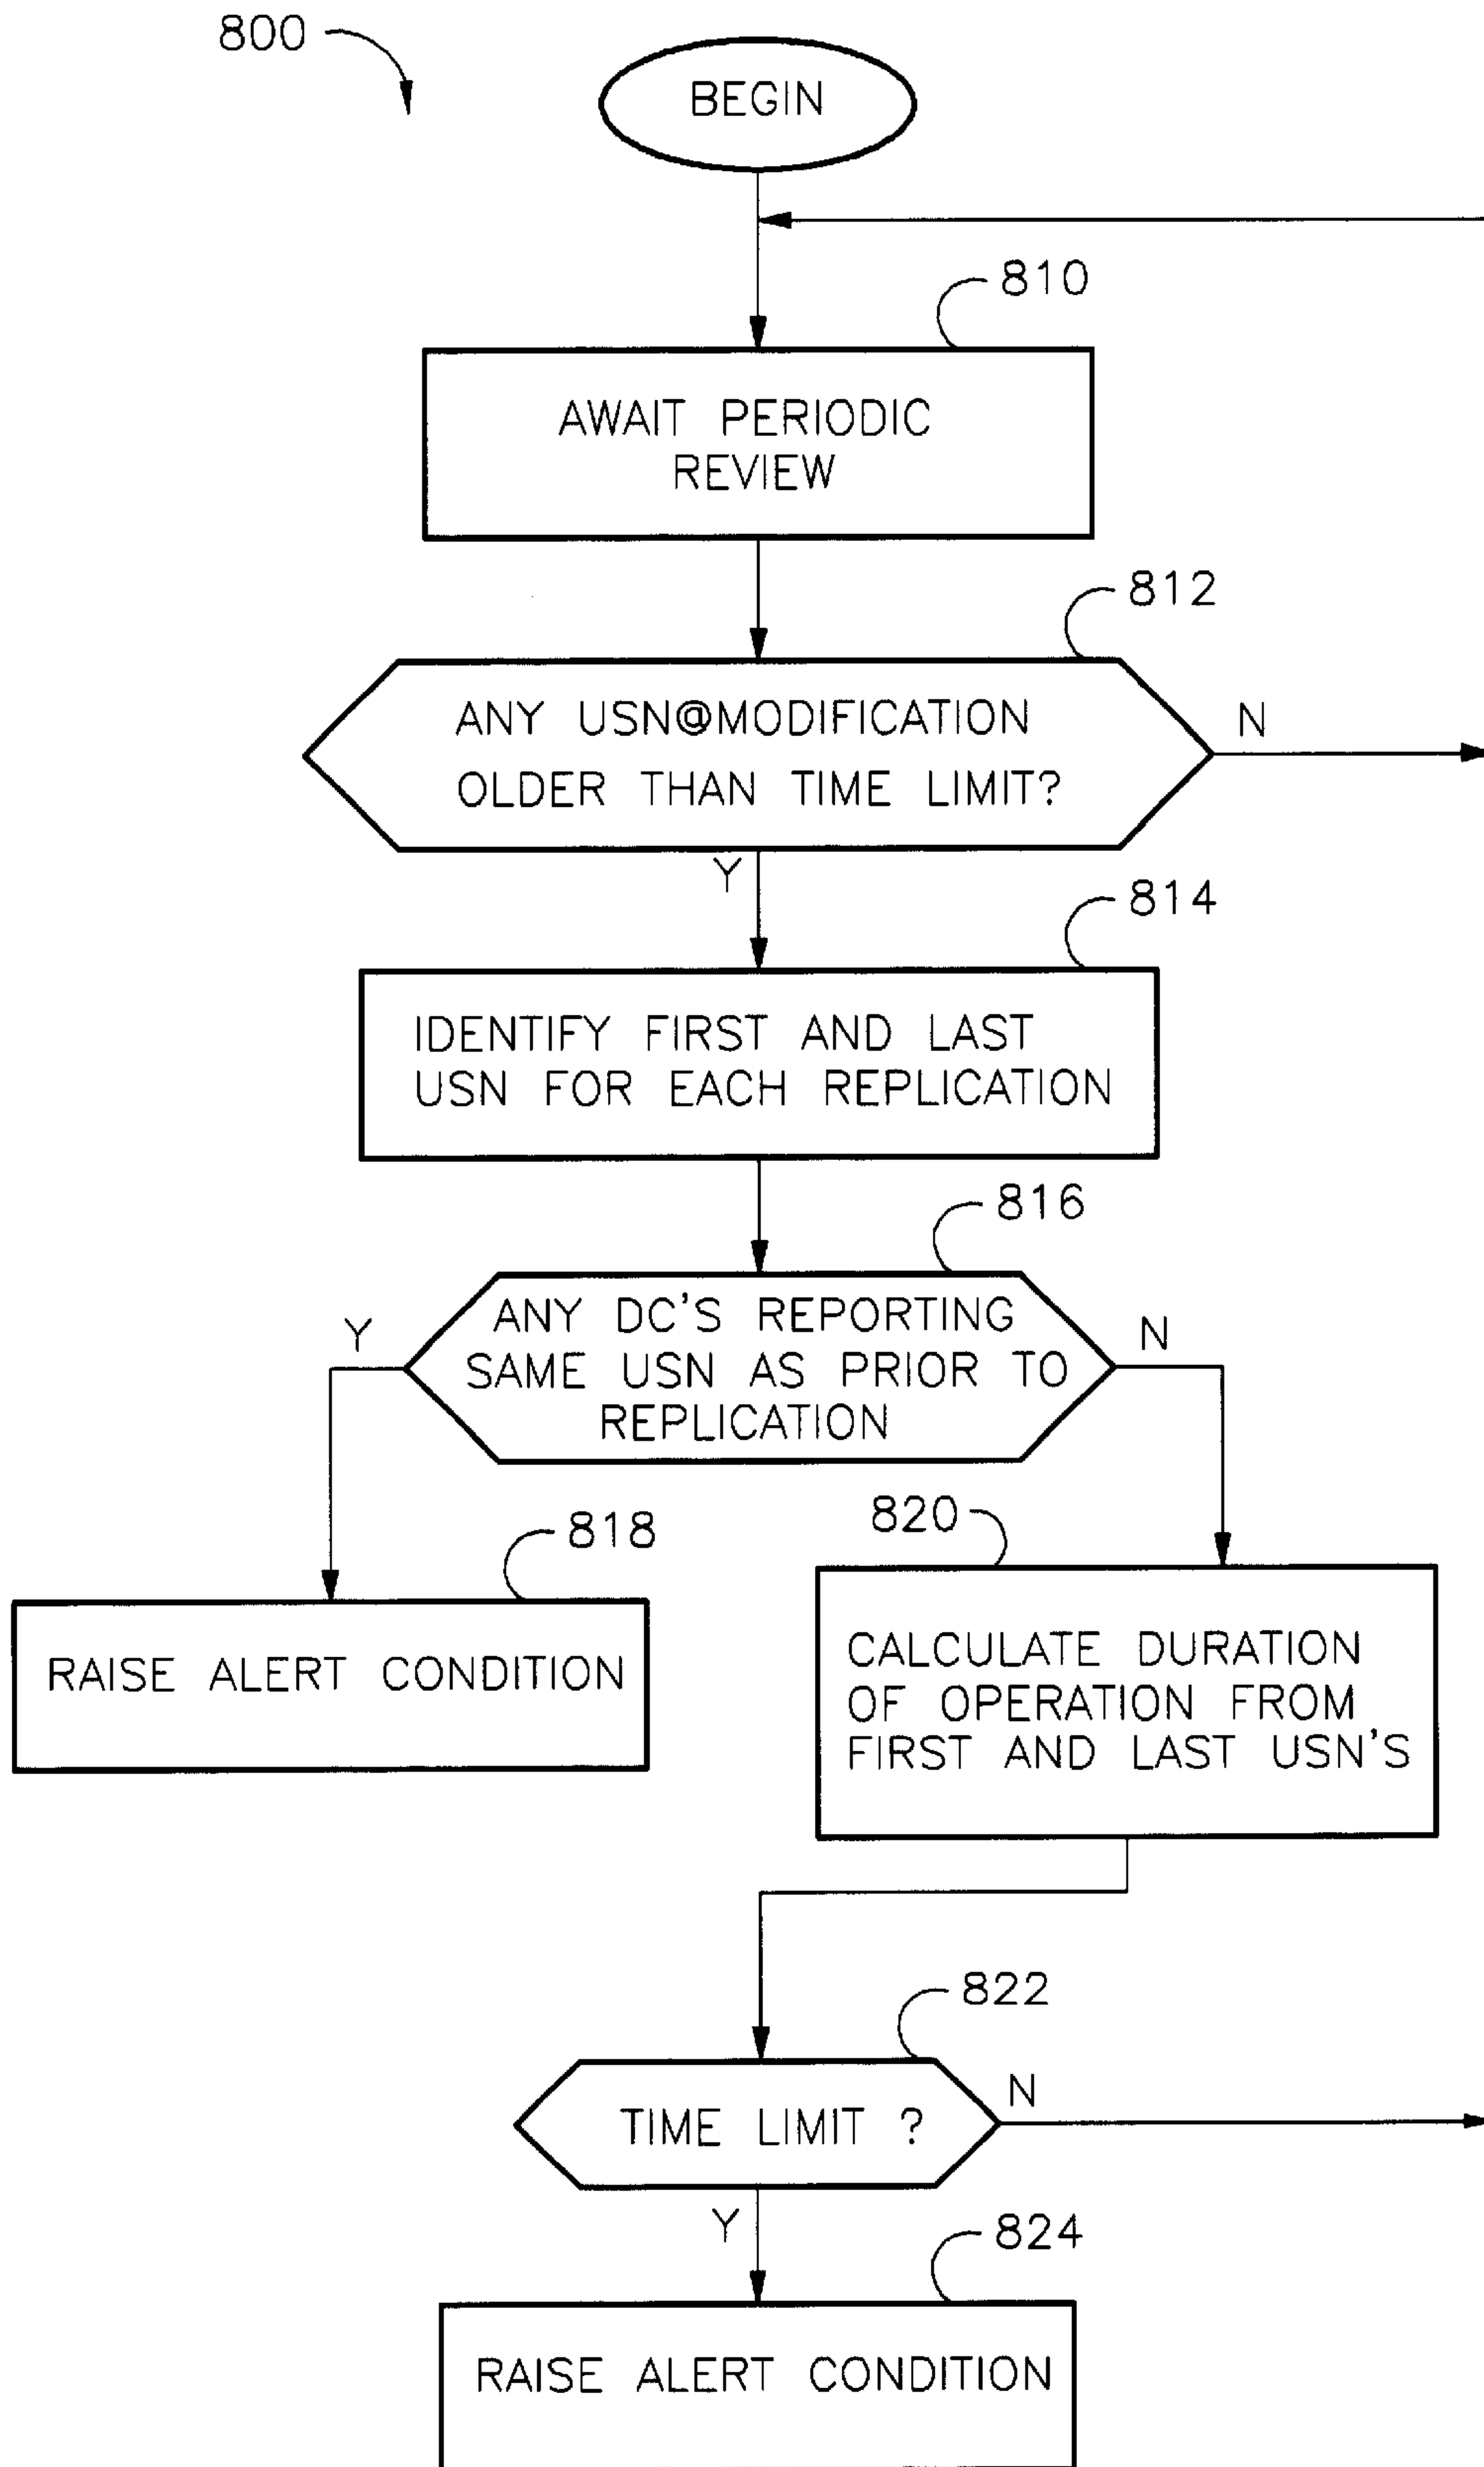 800
BEGIN
810
AWAIT PERIODIC
REVIEW
812
ANY USN@MODIFICATION
OLDER THAN TIME LIMIT?
N
Y
814
IDENTIFY FIRST AND LAST
USN FOR EACH REPLICATION
816
ANY DC'S REPORTING
SAME USN AS PRIOR TO
REPLICATION
Y
N
818
RAISE ALERT CONDITION
820
CALCULATE DURATION
OF OPERATION FROM
FIRST AND LAST USN'S
822
TIME LIMIT ?
N
Y
824
RAISE ALERT CONDITION